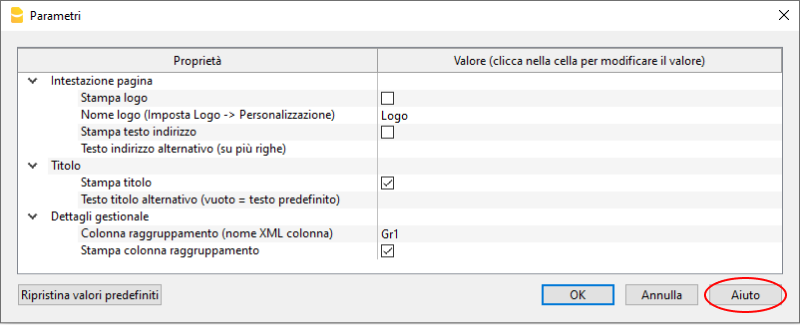 Parametri
Proprietà Valore (clicca nella cella per modificare il valore)
Intestazione pagina
Stampa logo
Nome logo (Imposta Logo -> Personalizzazione) Logo
Stampa testo indirizzo
Testo indirizzo alternativo (su più righe)
Titolo
Stampa titolo
Testo titolo alternativo (vuoto = testo predefinito)
Dettagli gestionale
Colonna raggruppamento (nome XML colonna) Gr1
Stampa colonna raggruppamento
Ripristina valori predefiniti OK Annulla Aiuto